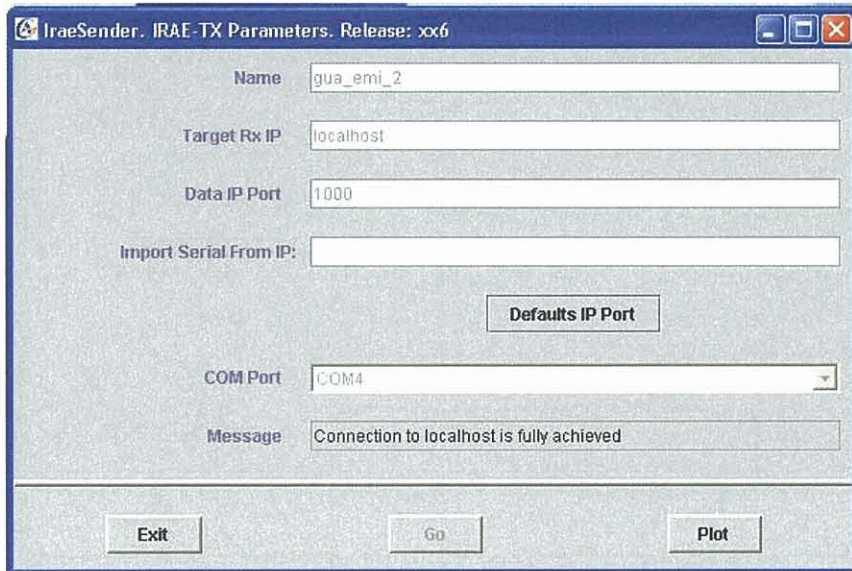 IraeSender. IRAE-TX Parameters. Release: xx6
Name gua_emi_2
Target Rx IP localhost
Data IP Port 1000
Import Serial From IP:
Defaults IP Port
COM Port COM4
Message Connection to localhost is fully achieved
Exit Go Plot